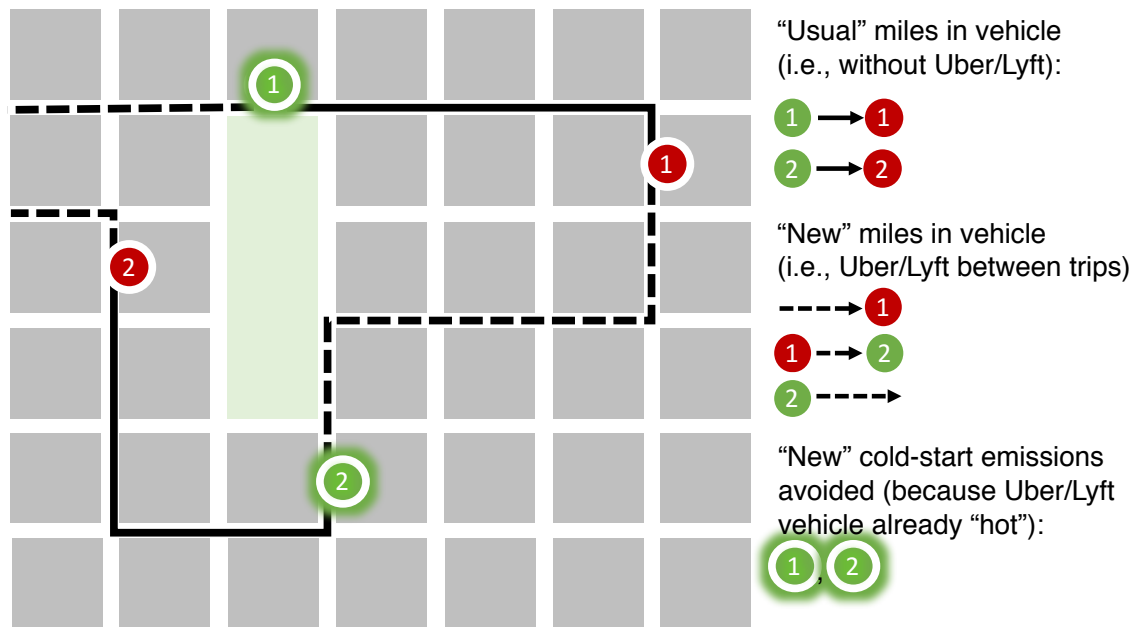 “Usual” miles in vehicle
(i.e., without Uber/Lyft):
1 1
2 2
“New” miles in vehicle
(i.e., Uber/Lyft between trips)
1
1 2
2
“New” cold-start emissions
avoided (because Uber/Lyft
vehicle already “hot”):
1 , 2
1
1
2
2